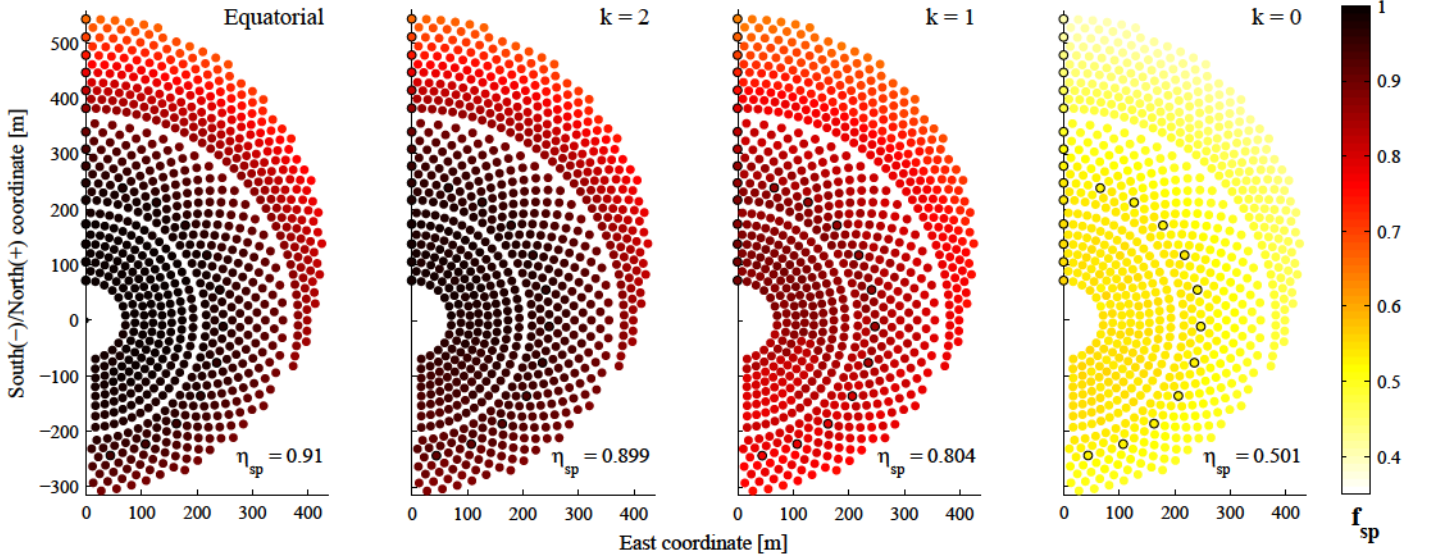 Equatorial
k = 2
k = 1
k = 0
South(−)/North(+) coordinate [m]
500
400
300
200
100
0
−100
−200
−300
η_sp = 0.91
η_sp = 0.899
η_sp = 0.804
η_sp = 0.501
0 100 200 300 400
0 100 200 300 400
0 100 200 300 400
0 100 200 300 400
East coordinate [m]
1
0.9
0.8
0.7
0.6
0.5
0.4
f_sp